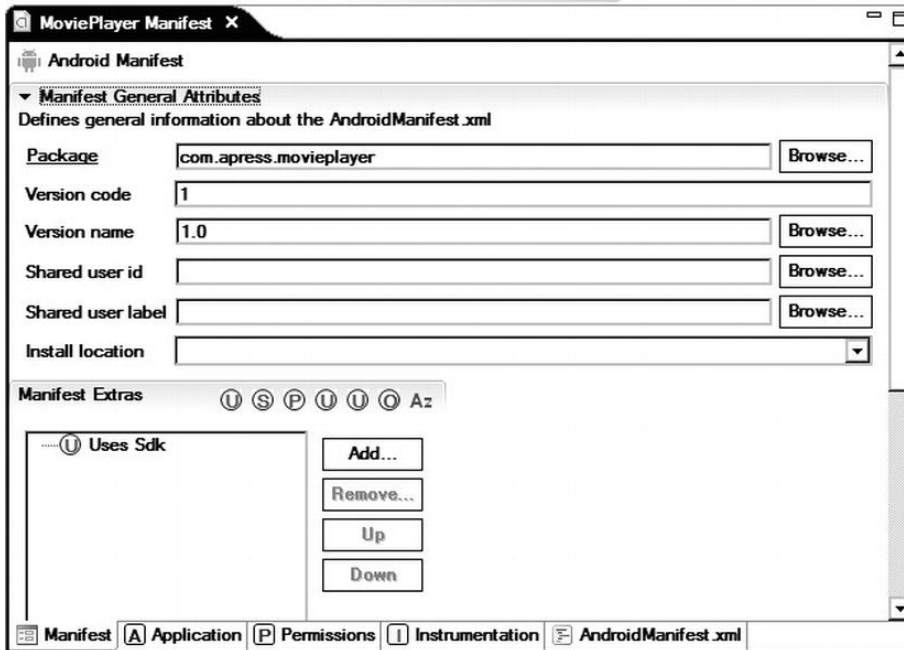 MoviePlayer Manifest X
Android Manifest
Manifest General Attributes
Defines general information about the AndroidManifest.xml
Package com.apress.movieplayer Browse...
Version code 1
Version name 1.0 Browse...
Shared user id Browse...
Shared user label Browse...
Install location
Manifest Extras U S P U U O Az
U Uses Sdk
Add...
Remove...
Up
Down
Manifest A Application P Permissions I Instrumentation AndroidManifest.xml